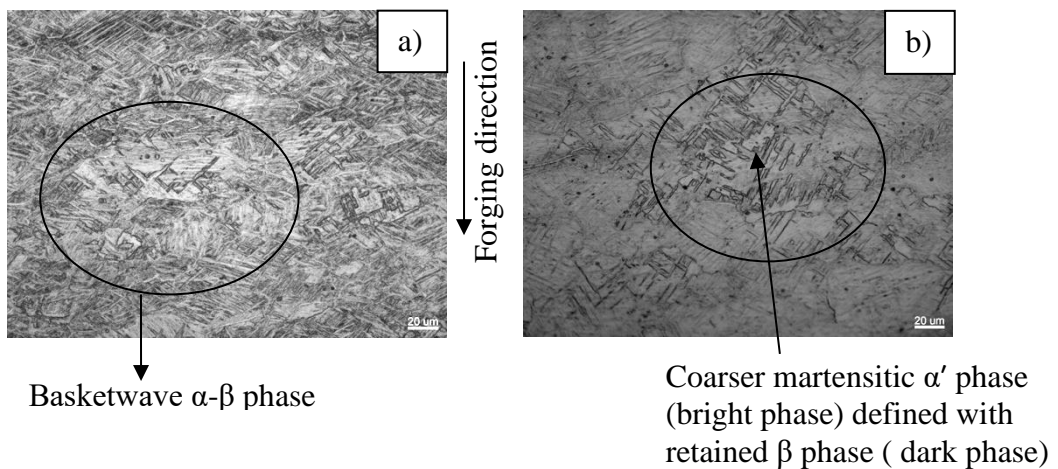 a)
Forging direction
20 um
Basketwave α-β phase
b)
20 um
Coarser martensitic α′ phase
(bright phase) defined with
retained β phase ( dark phase)